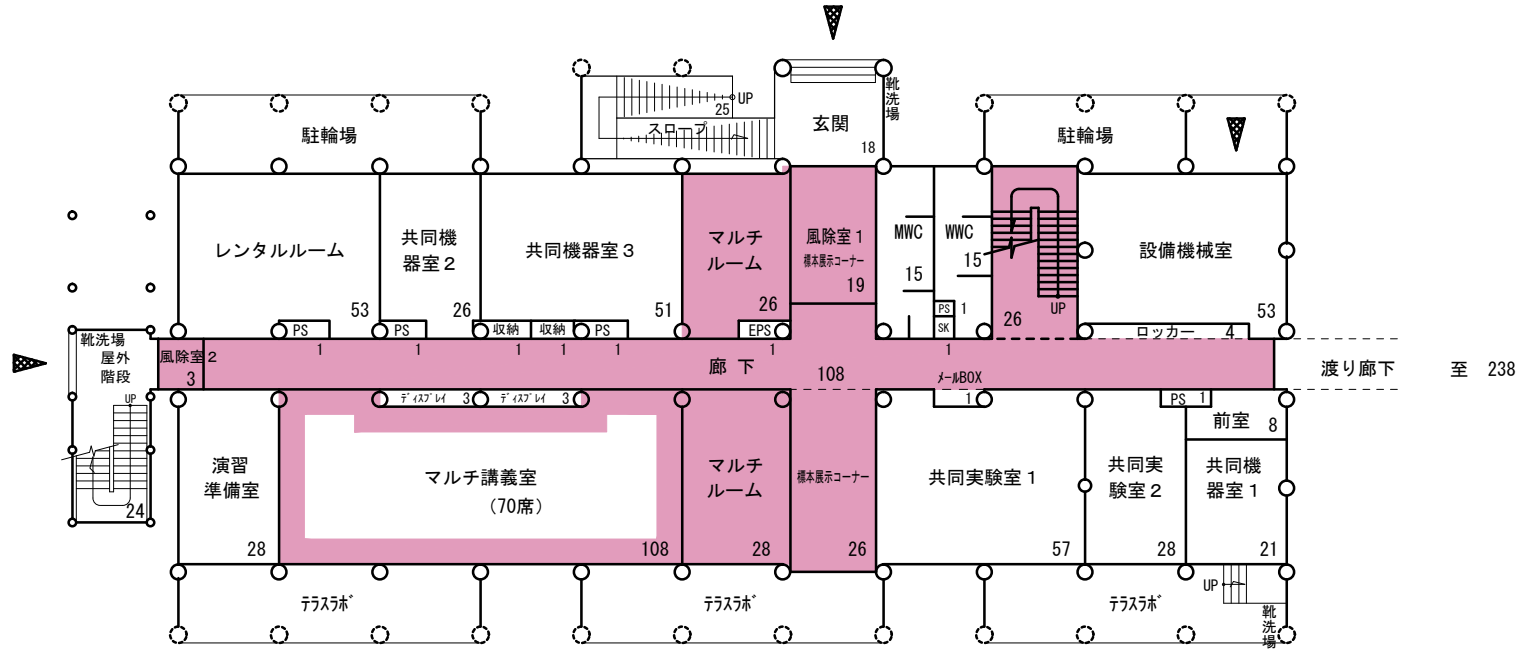 UP
25
スロープ
靴洗場
玄関
18
駐輪場
駐輪場
レンタルルーム
53
共同機
器室２
26
共同機器室３
51
マルチ
ルーム
26
風除室１
標本展示コーナー
19
MWC
15
WWC
15
PS
1
SK
26
UP
設備機械室
53
PS
1
PS
1
収納
1
収納
1
PS
1
EPS
1
1
ロッカー
4
靴洗場
屋外
階段
UP
24
風除室２
3
廊 下
108
ﾒｰﾙBOX
1
渡り廊下
至 238
ﾃﾞｨｽﾌﾟﾚｲ 3
ﾃﾞｨｽﾌﾟﾚｲ 3
演習
準備室
28
マルチ講義室
(70席)
108
マルチ
ルーム
28
標本展示コーナー
26
共同実験室１
57
共同実
験室２
28
PS 1
前室
8
共同機
器室１
21
テラスラボ
テラスラボ
テラスラボ
UP
靴洗場